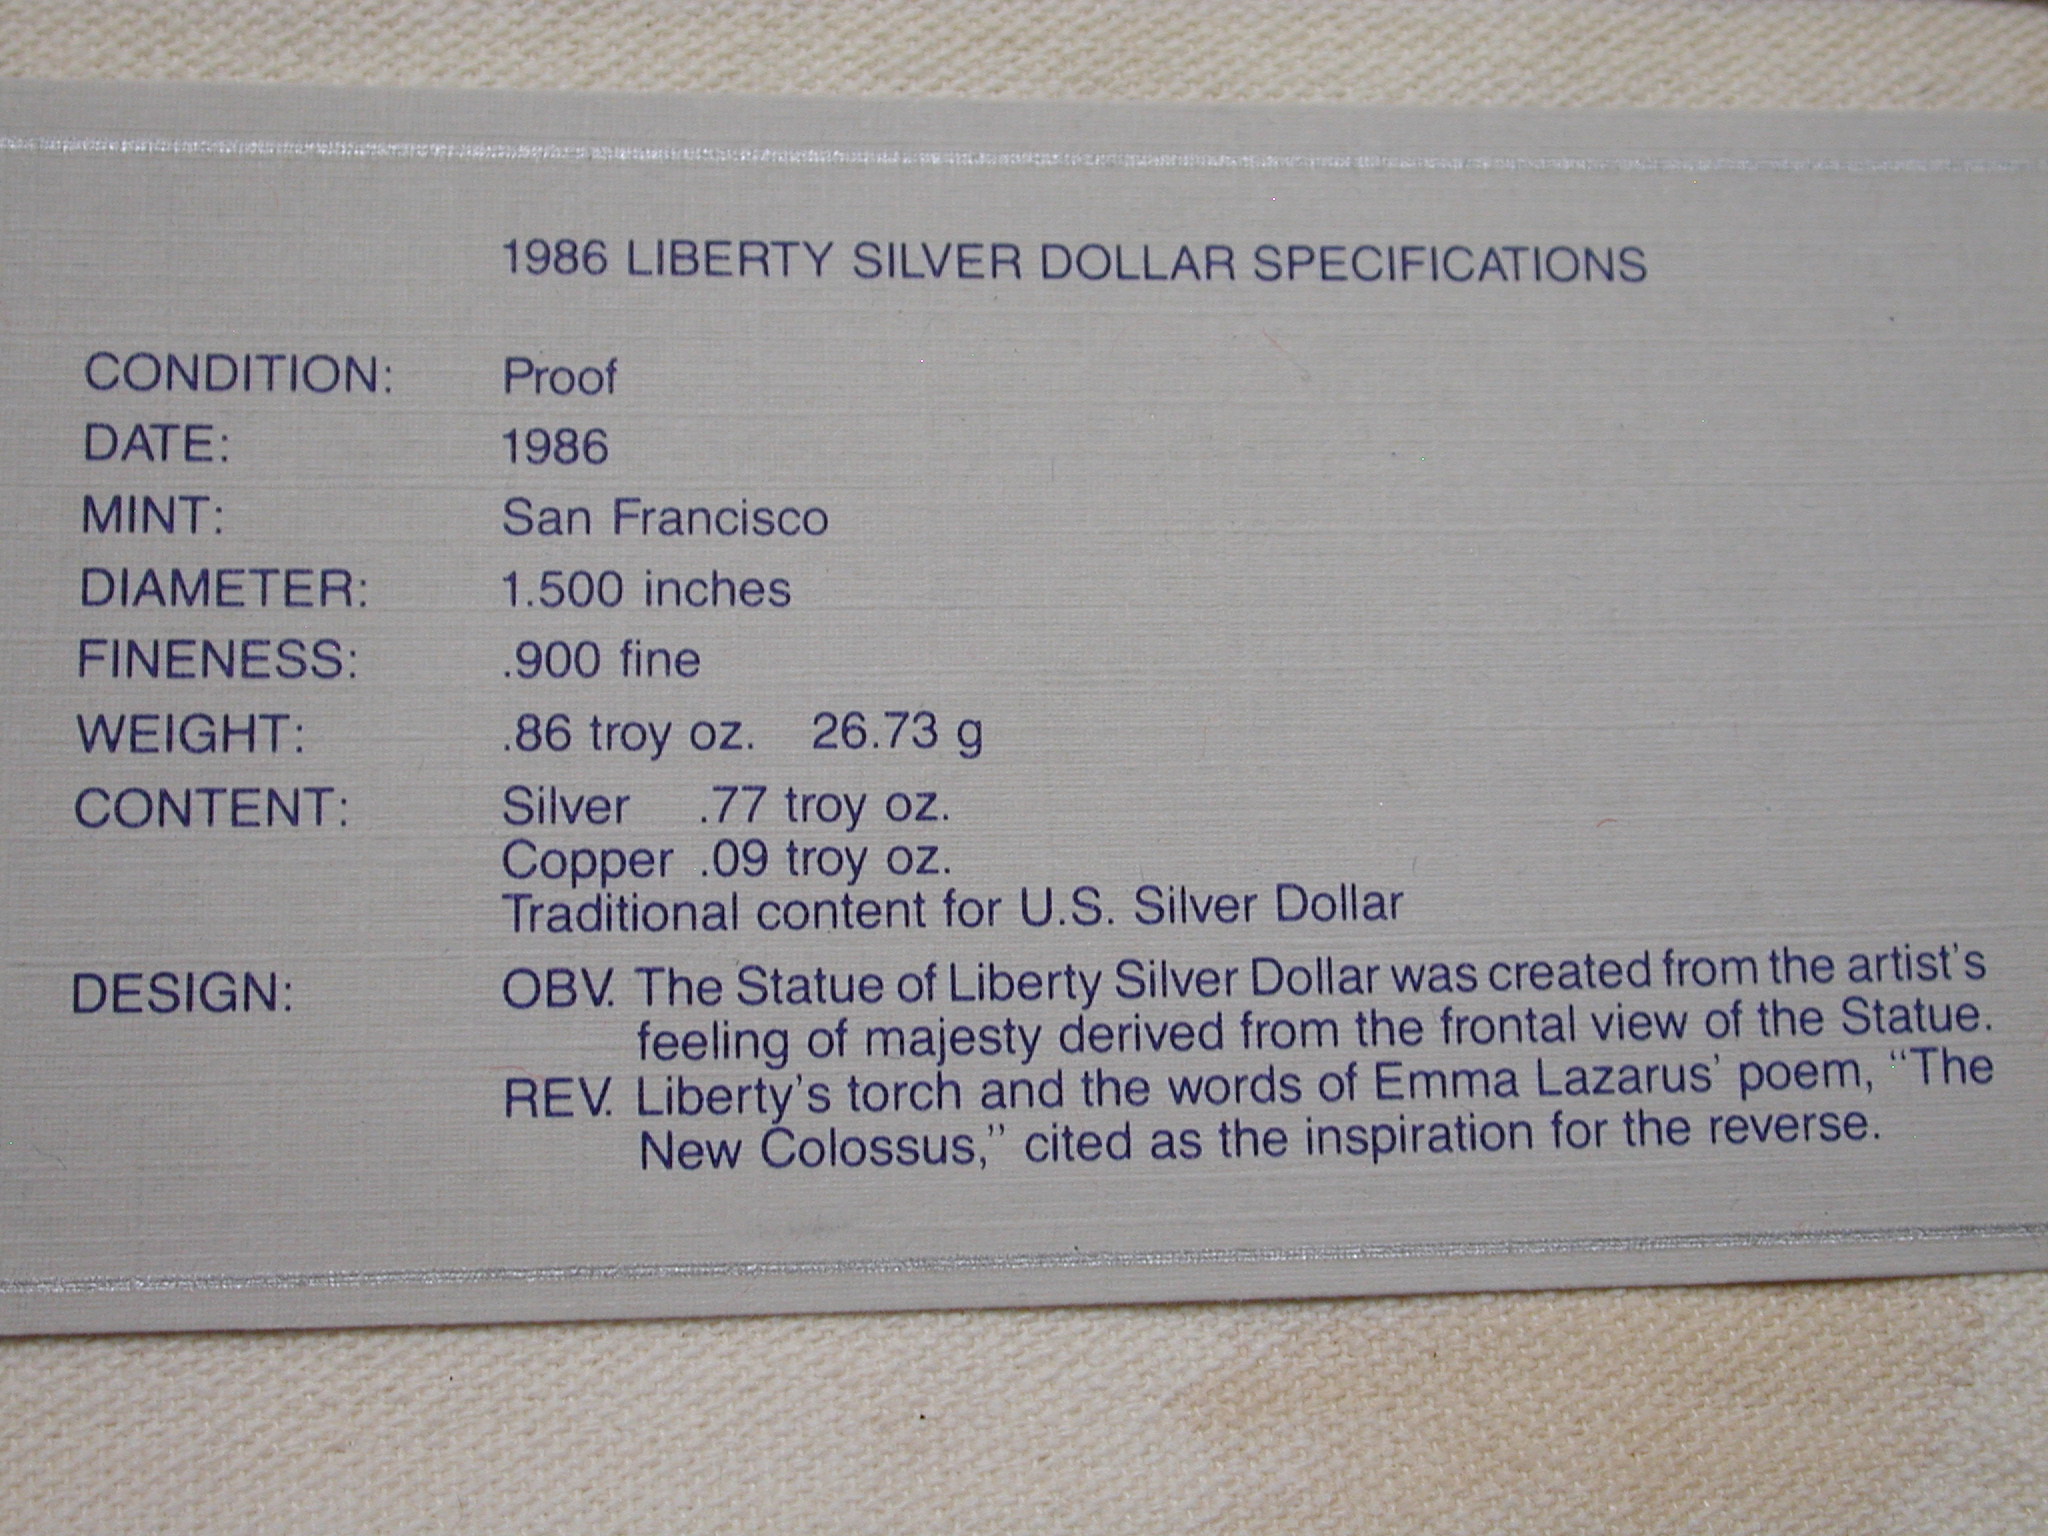 1986 LIBERTY SILVER DOLLAR SPECIFICATIONS
CONDITION: Proof
DATE: 1986
MINT: San Francisco
DIAMETER: 1.500 inches
FINENESS: .900 fine
WEIGHT: .86 troy oz. 26.73 g
CONTENT: Silver .77 troy oz.
Copper .09 troy oz.
Traditional content for U.S. Silver Dollar
DESIGN: OBV. The Statue of Liberty Silver Dollar was created from the artist's
feeling of majesty derived from the frontal view of the Statue.
REV. Liberty's torch and the words of Emma Lazarus' poem, "The
New Colossus," cited as the inspiration for the reverse.